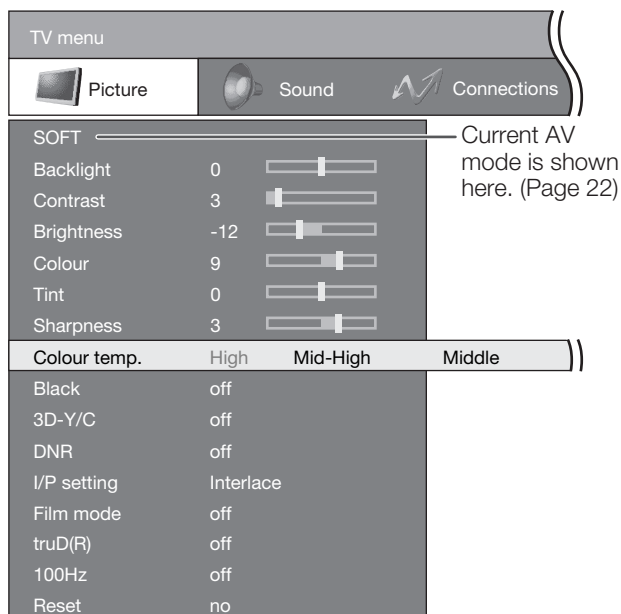 TV menu
Picture Sound Connections
SOFT
Current AV
mode is shown
here. (Page 22)
Backlight 0
Contrast 3
Brightness -12
Colour 9
Tint 0
Sharpness 3
Colour temp. High Mid-High Middle
Black off
3D-Y/C off
DNR off
I/P setting Interlace
Film mode off
truD(R) off
100Hz off
Reset no